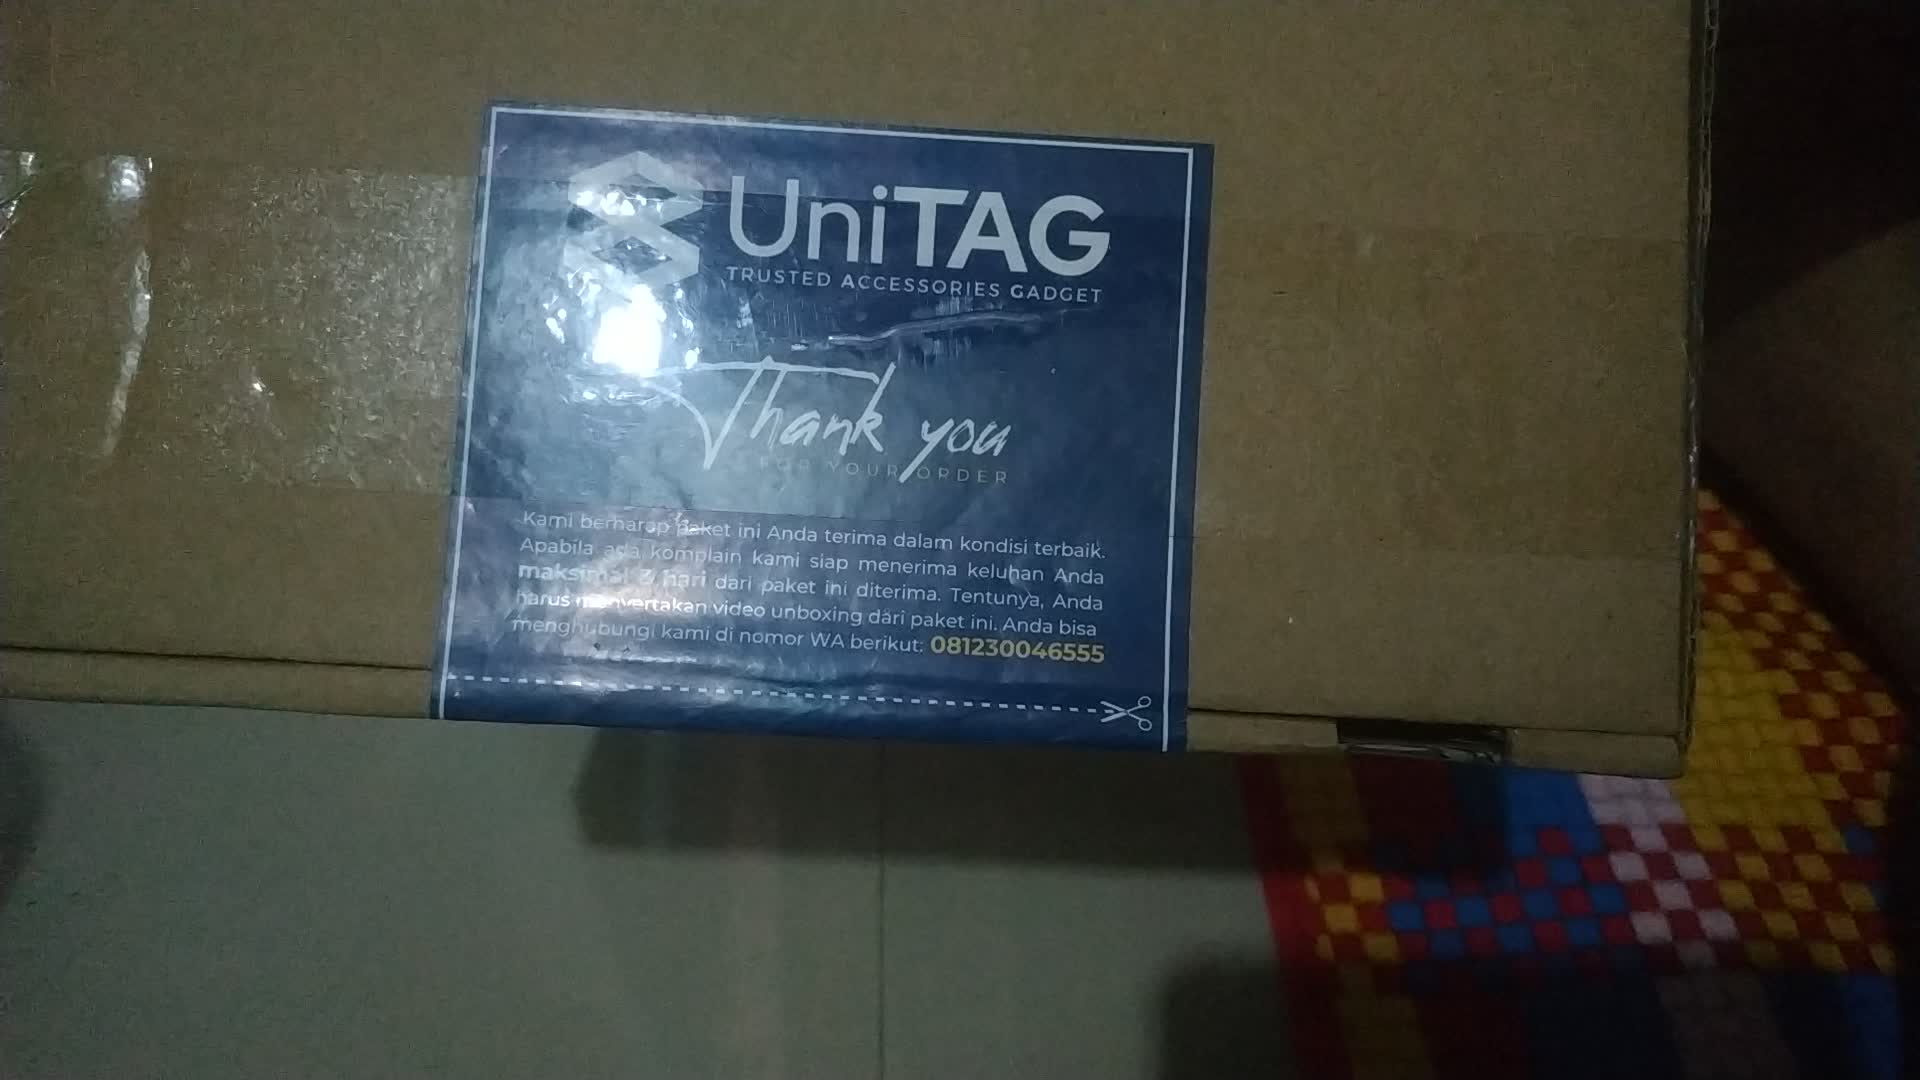 UniTAG
TRUSTED ACCESSORIES GADGET
Thank you
FOR YOUR ORDER
Kami berharap paket ini Anda terima dalam kondisi terbaik.
Apabila ada komplain kami siap menerima keluhan Anda
maksimal 3 hari dari paket ini diterima. Tentunya, Anda
harus menyertakan video unboxing dari paket ini. Anda bisa
menghubungi kami di nomor WA berikut: 081230046555